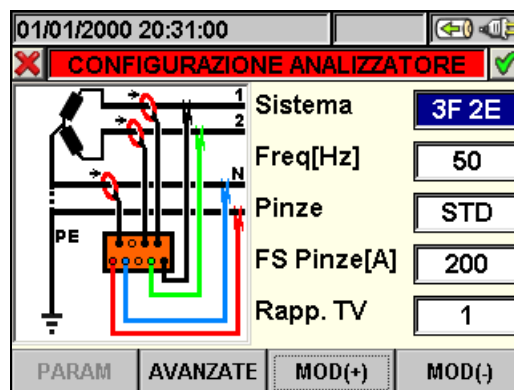 01/01/2000 20:31:00
CONFIGURAZIONE ANALIZZATORE
1
2
N
PE
Sistema 3F 2E
Freq[Hz] 50
Pinze STD
FS Pinze[A] 200
Rapp. TV 1
PARAM AVANZATE MOD(+) MOD(-)